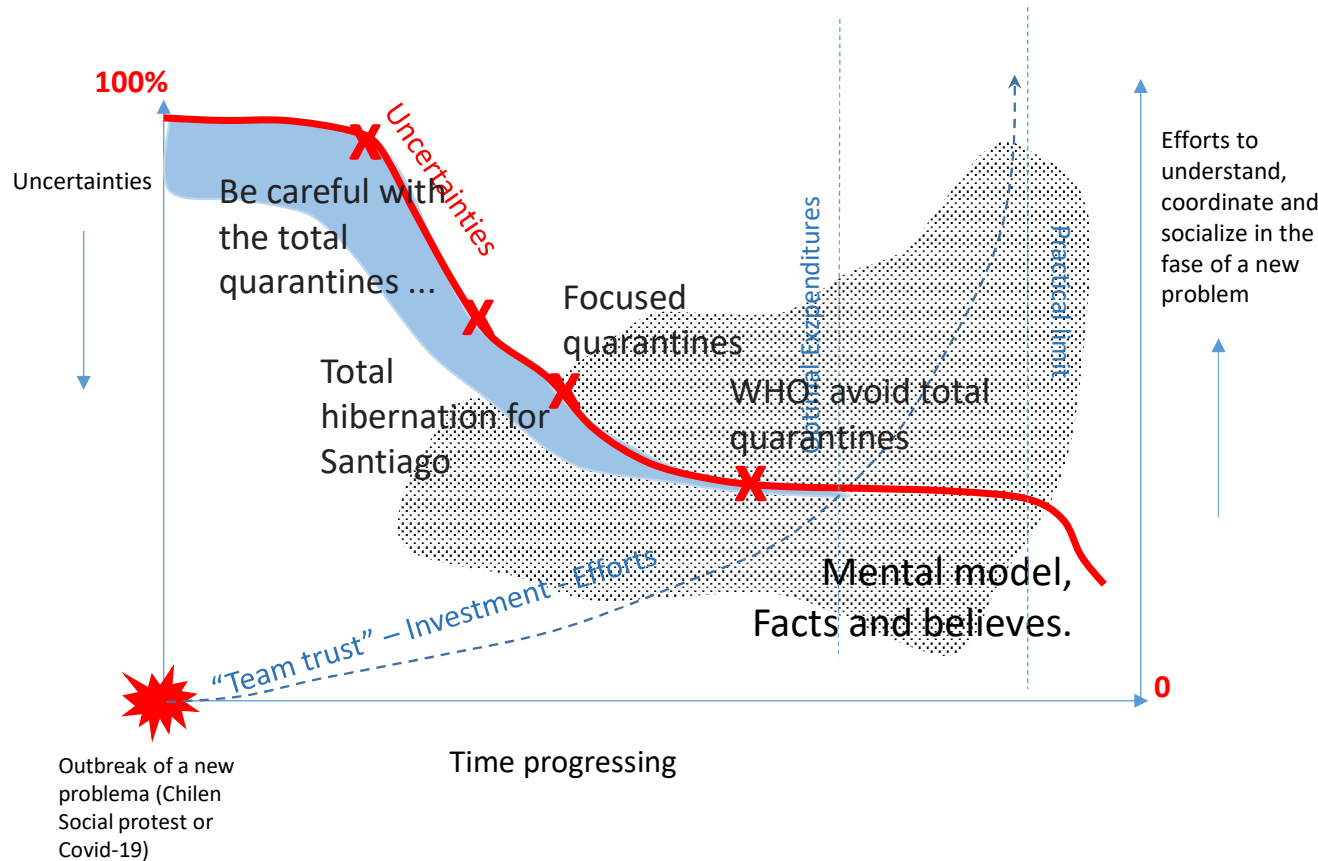 100%
Uncertainties
Uncertainties
Be careful with
the total
quarantines ...
Efforts to
understand,
coordinate and
socialize in the
fase of a new
problem
Optimal Exzpenditures
Practical limit
Focused
quarantines
Total
hibernation for
Santiago
WHO: avoid total
quarantines
X
X
X
X
"Team trust" – Investment - Efforts
Mental model,
Facts and believes.
0
Time progressing
Outbreak of a new
problema (Chilen
Social protest or
Covid-19)